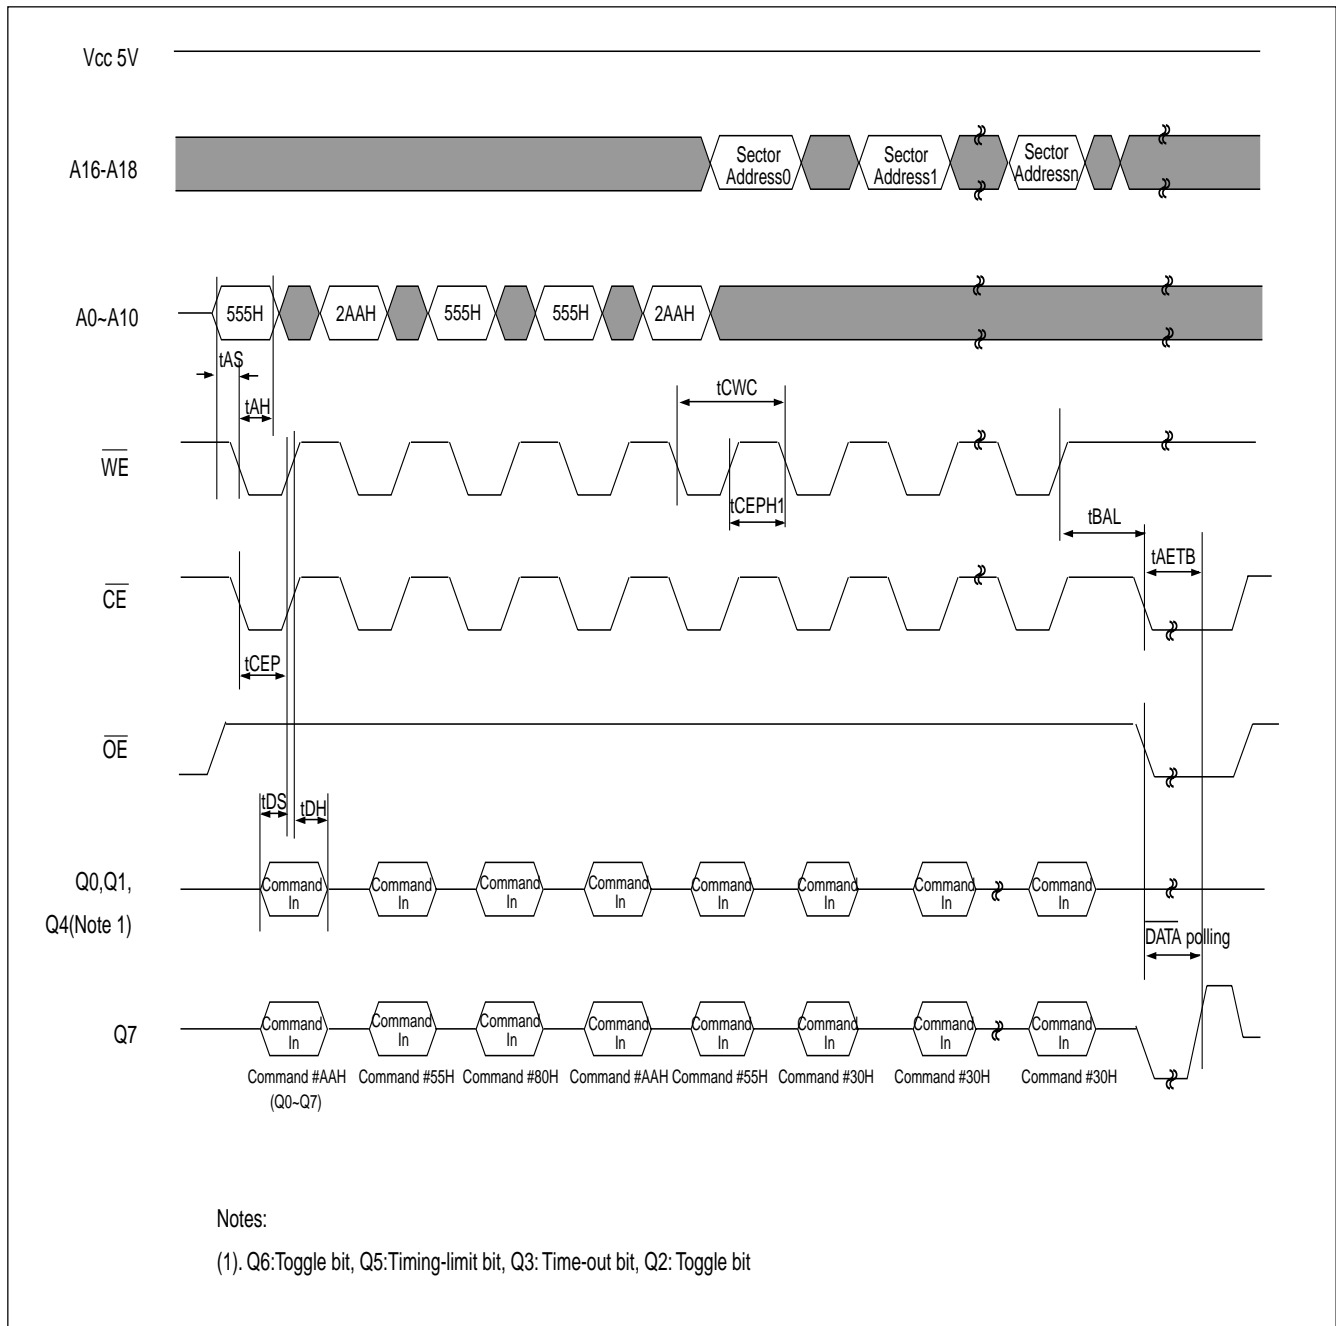 Vcc 5V
A16-A18
Sector
Address0
Sector
Address1
Sector
Addressn
A0~A10
555H
2AAH
555H
555H
2AAH
tAS
tAH
tCWC
WE
tCEPH1
tBAL
tAETB
CE
tCEP
OE
tDS
tDH
Q0,Q1,
Q4(Note 1)
Command
In
Command
In
Command
In
Command
In
Command
In
Command
In
Command
In
Command
In
DATA polling
Q7
Command
In
Command
In
Command
In
Command
In
Command
In
Command
In
Command
In
Command
In
Command #AAH
(Q0~Q7)
Command #55H
Command #80H
Command #AAH
Command #55H
Command #30H
Command #30H
Command #30H
Notes:
(1). Q6:Toggle bit, Q5:Timing-limit bit, Q3: Time-out bit, Q2: Toggle bit